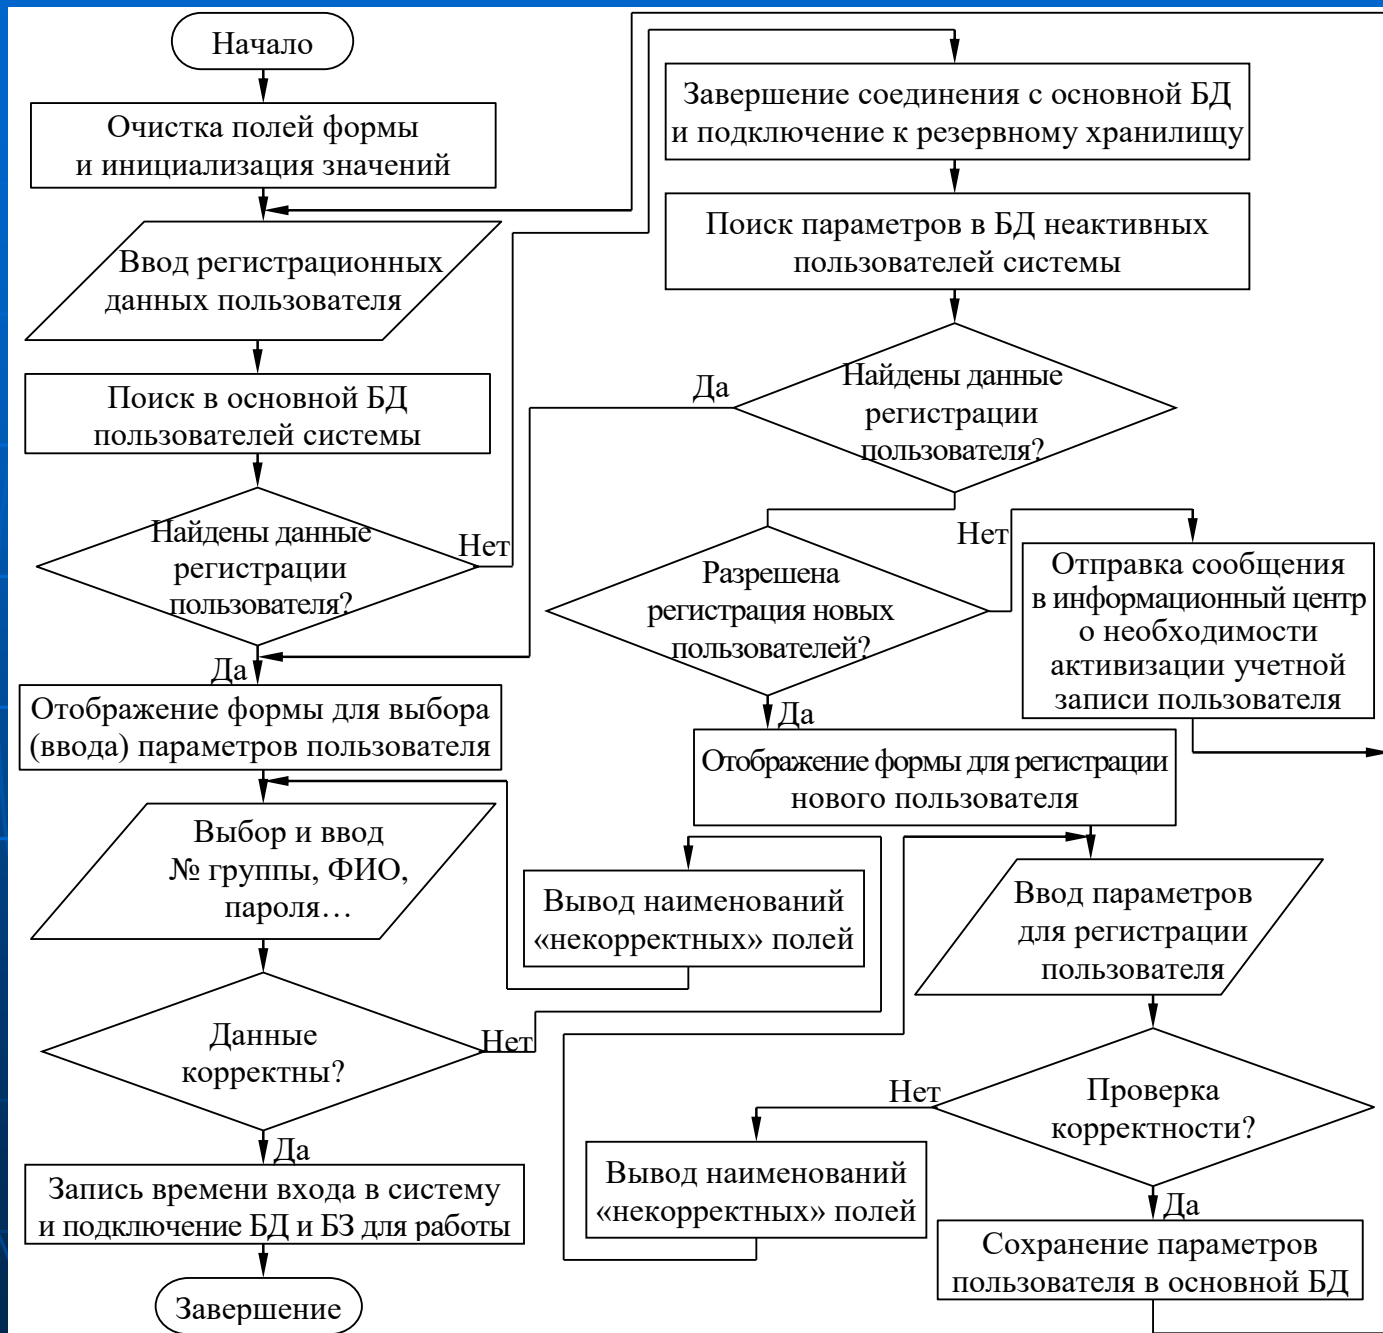 Начало
Очистка полей формы
и инициализация значений
Ввод регистрационных
данных пользователя
Поиск в основной БД
пользователей системы
Найдены данные
регистрации
пользователя?
Нет
Да
Отображение формы для выбора
(ввода) параметров пользователя
Выбор и ввод
№ группы, ФИО,
пароля…
Данные
корректны?
Нет
Да
Запись времени входа в систему
и подключение БД и БЗ для работы
Завершение
Завершение соединения с основной БД
и подключение к резервному хранилищу
Поиск параметров в БД неактивных
пользователей системы
Найдены данные
регистрации
пользователя?
Да
Разрешена
регистрация новых
пользователей?
Нет
Отправка сообщения
в информационный центр
о необходимости
активизации учетной
записи пользователя
Да
Отображение формы для регистрации
нового пользователя
Вывод наименований
«некорректных» полей
Ввод параметров
для регистрации
пользователя
Проверка
корректности?
Нет
Вывод наименований
«некорректных» полей
Да
Сохранение параметров
пользователя в основной БД